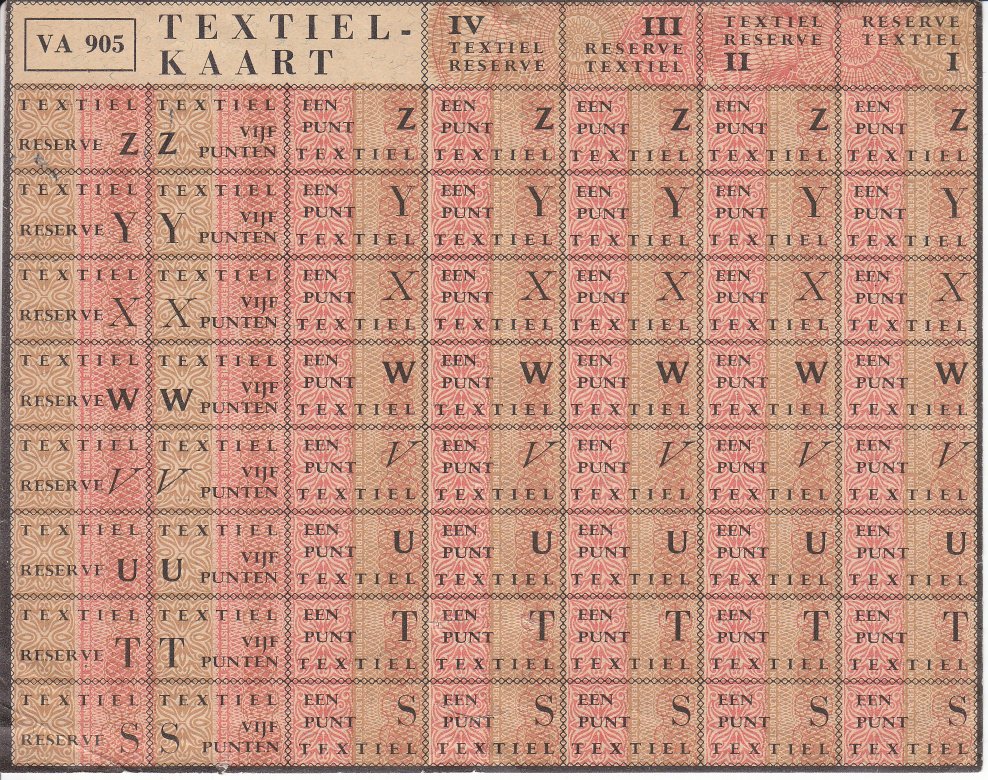 VA 905
TEXTIEL-
KAART
IV
TEXTIEL
RESERVE
III
RESERVE
TEXTIEL
TEXTIEL
RESERVE
II
RESERVE
TEXTIEL
I
TEXTIEL TEXTIEL EEN EEN EEN EEN EEN
RESERVE Z Z VIJF PUNT Z PUNT Z PUNT Z PUNT Z PUNT Z
PUNTEN TEXTIEL TEXTIEL TEXTIEL TEXTIEL TEXTIEL
TEXTIEL TEXTIEL EEN EEN EEN EEN EEN
RESERVE Y Y VIJF PUNT Y PUNT Y PUNT Y PUNT Y PUNT Y
PUNTEN TEXTIEL TEXTIEL TEXTIEL TEXTIEL TEXTIEL
TEXTIEL TEXTIEL EEN EEN EEN EEN EEN
RESERVE X X VIJF PUNT X PUNT X PUNT X PUNT X PUNT X
PUNTEN TEXTIEL TEXTIEL TEXTIEL TEXTIEL TEXTIEL
TEXTIEL TEXTIEL EEN EEN EEN EEN EEN
RESERVE W W VIJF PUNT W PUNT W PUNT W PUNT W PUNT W
PUNTEN TEXTIEL TEXTIEL TEXTIEL TEXTIEL TEXTIEL
TEXTIEL TEXTIEL EEN EEN EEN EEN EEN
RESERVE V V VIJF PUNT V PUNT V PUNT V PUNT V PUNT V
PUNTEN TEXTIEL TEXTIEL TEXTIEL TEXTIEL TEXTIEL
TEXTIEL TEXTIEL EEN EEN EEN EEN EEN
RESERVE U U VIJF PUNT U PUNT U PUNT U PUNT U PUNT U
PUNTEN TEXTIEL TEXTIEL TEXTIEL TEXTIEL TEXTIEL
TEXTIEL TEXTIEL EEN EEN EEN EEN EEN
RESERVE T T VIJF PUNT T PUNT T PUNT T PUNT T PUNT T
PUNTEN TEXTIEL TEXTIEL TEXTIEL TEXTIEL TEXTIEL
TEXTIEL TEXTIEL EEN EEN EEN EEN EEN
RESERVE S S VIJF PUNT S PUNT S PUNT S PUNT S PUNT S
PUNTEN TEXTIEL TEXTIEL TEXTIEL TEXTIEL TEXTIEL